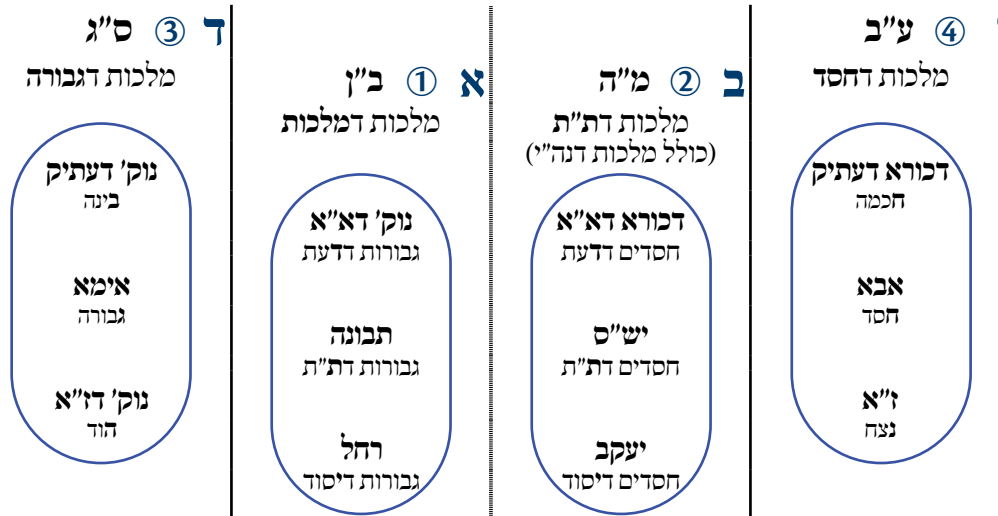 ④ ע״ב
מלכות דחסד
דכורא דעתיק
חכמה
אבא
חסד
ז״א
נצח
ב ② מ״ה
מלכות דת״ת
(כולל מלכות דנה״י)
דכורא דא״א
חסדים דדעת
יש״ס
חסדים דת״ת
יעקב
חסדים דיסוד
א ① ב״ן
מלכות דמלכות
נוק׳ דא״א
גבורות דדעת
תבונה
גבורות דת״ת
רחל
גבורות דיסוד
ד ③ ס״ג
מלכות דגבורה
נוק׳ דעתיק
בינה
אימא
גבורה
נוק׳ דז״א
הוד